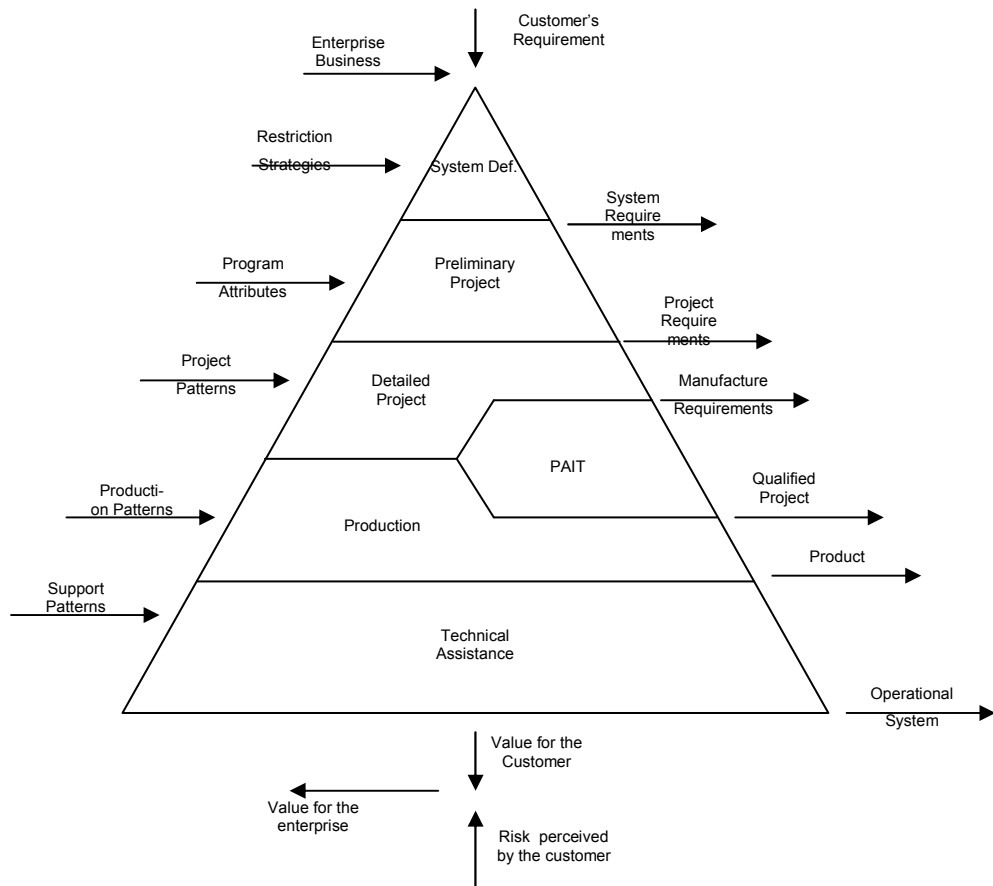 Customer's
Requirement
Enterprise
Business
Restriction
Strategies
System Def.
System
Require
ments
Program
Attributes
Preliminary
Project
Project
Require
ments
Project
Patterns
Detailed
Project
Manufacture
Requirements
PAIT
Qualified
Project
Producti-
on Patterns
Production
Product
Support
Patterns
Technical
Assistance
Operational
System
Value for the
Customer
Value for the
enterprise
Risk perceived
by the customer